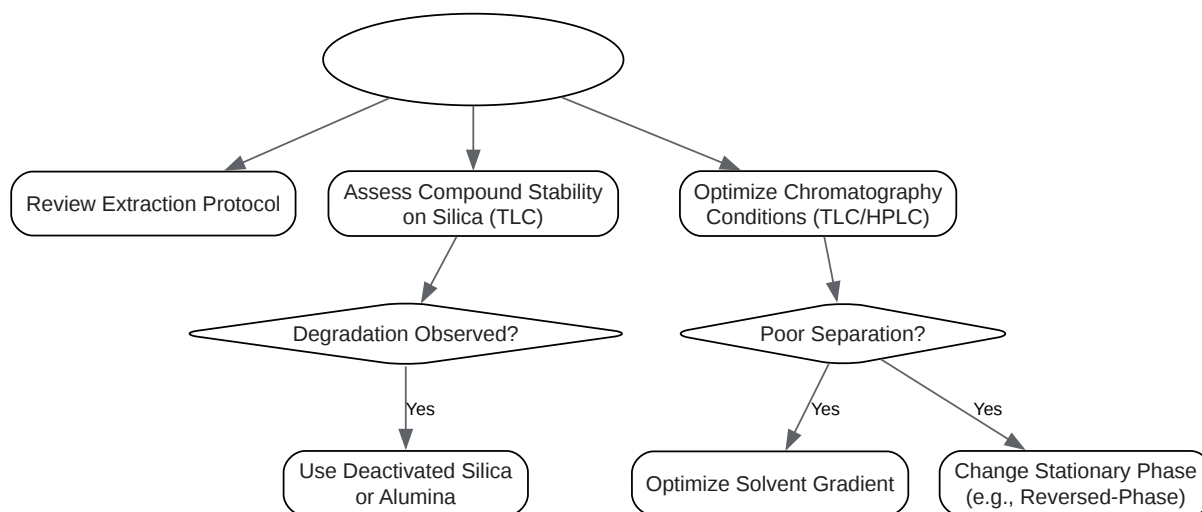 Review Extraction Protocol
Assess Compound Stability
on Silica (TLC)
Optimize Chromatography
Conditions (TLC/HPLC)
Degradation Observed?
Poor Separation?
Yes
Yes
Yes
Use Deactivated Silica
or Alumina
Optimize Solvent Gradient
Change Stationary Phase
(e.g., Reversed-Phase)